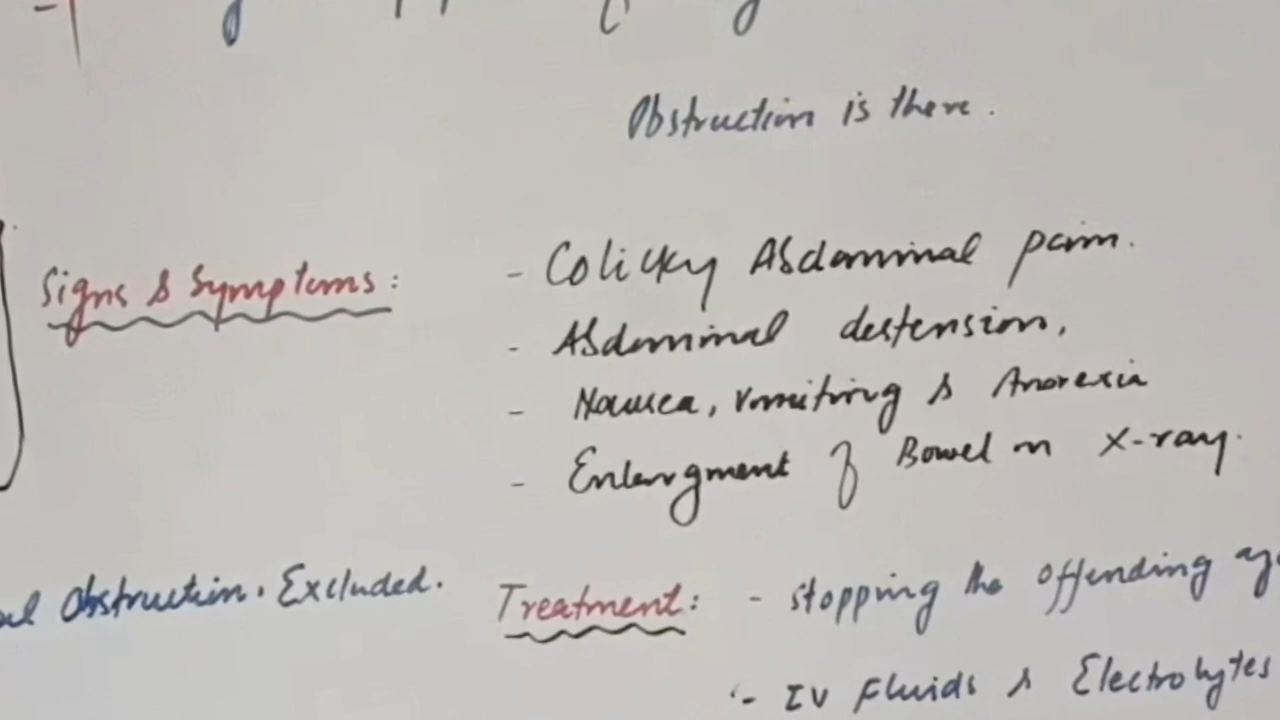 Obstruction is there.
Signs & Symptoms:
- Colicky Abdominal pain.
- Abdominal destension,
- Nausea, vomiting & Anorexia
- Enlargment of Bowel on X-ray.
Obstruction. Excluded.
Treatment: - stopping the offending
- IV Fluids & Electrolytes